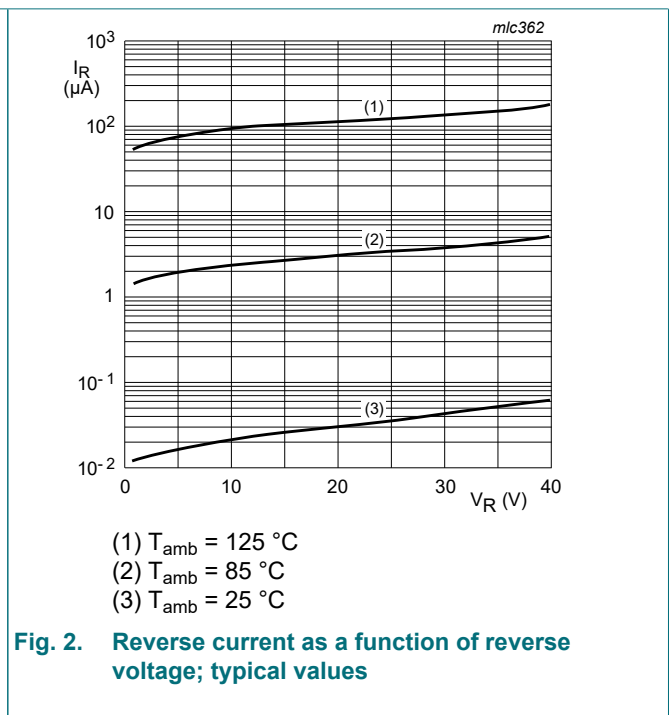 mlc362
10³
I_R
(µA)
(1)
10²
10
(2)
1
10⁻¹
(3)
10⁻²
0 10 20 30 40
V_R (V)
(1) T_amb = 125 °C
(2) T_amb = 85 °C
(3) T_amb = 25 °C
Fig. 2. Reverse current as a function of reverse
voltage; typical values